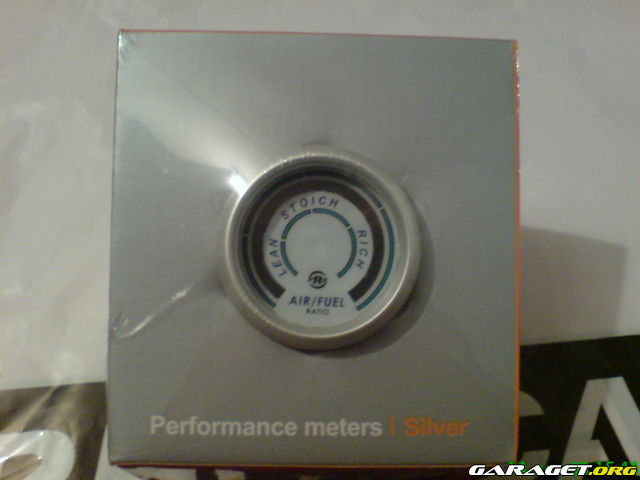 LEAN STOICH RICH
AIR/FUEL
RATIO
Performance meters | Silver
GARAGET.ORG